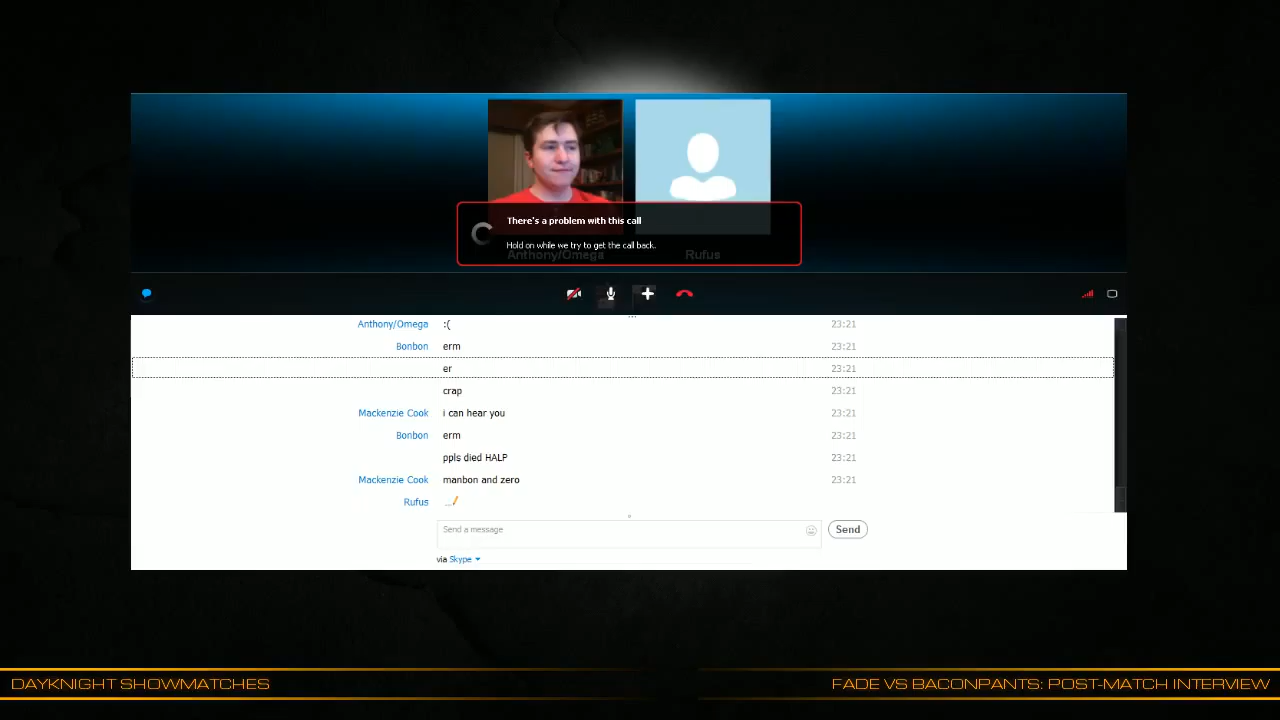 There's a problem with this call
Hold on while we try to get the call back.
Anthony/Omega Rufus
Anthony/Omega :( 23:21
Bonbon erm 23:21
er 23:21
crap 23:21
Mackenzie Cook i can hear you 23:21
Bonbon erm 23:21
ppls died HALP 23:21
Mackenzie Cook manbon and zero 23:21
Rufus ...
Send a message Send
via Skype
DAYKNIGHT SHOWMATCHES FADE VS BACONPANTS: POST-MATCH INTERVIEW